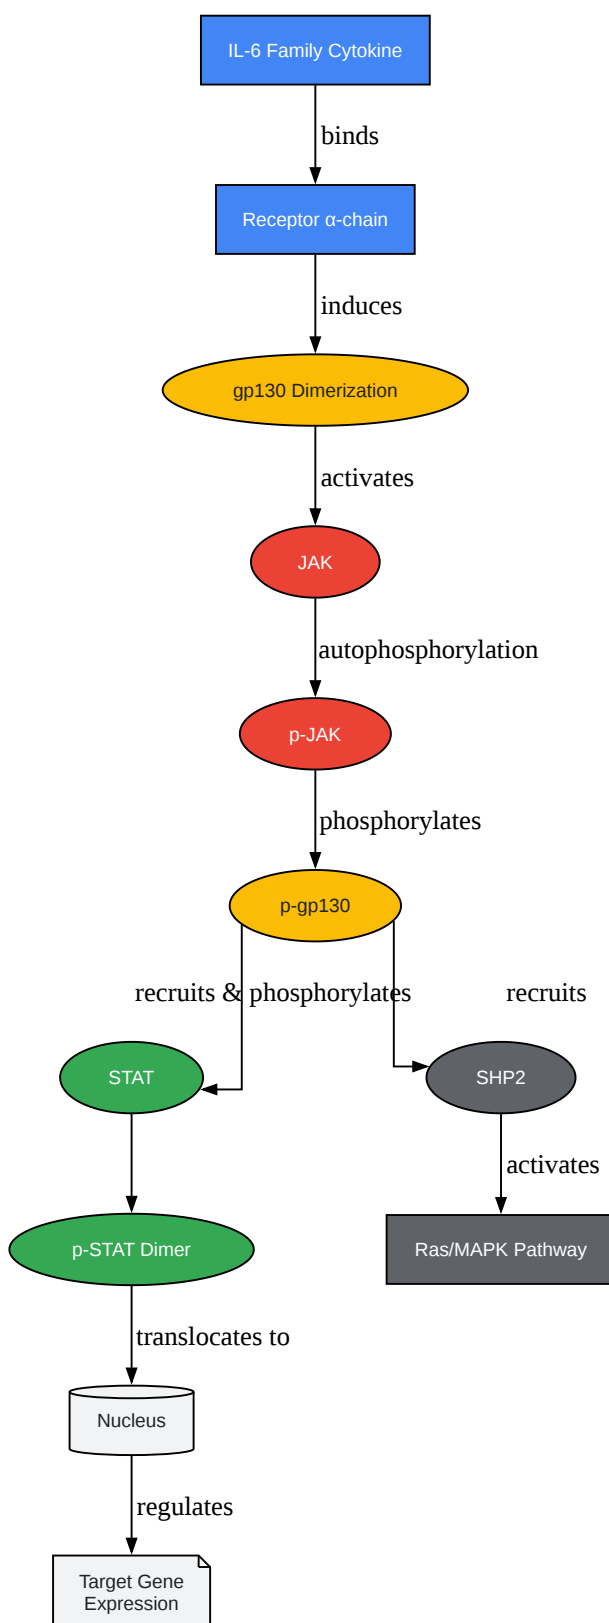 IL-6 Family Cytokine
binds
Receptor α-chain
induces
gp130 Dimerization
activates
JAK
autophosphorylation
p-JAK
phosphorylates
p-gp130
recruits & phosphorylates
recruits
STAT
SHP2
activates
p-STAT Dimer
Ras/MAPK Pathway
translocates to
Nucleus
regulates
Target Gene
Expression